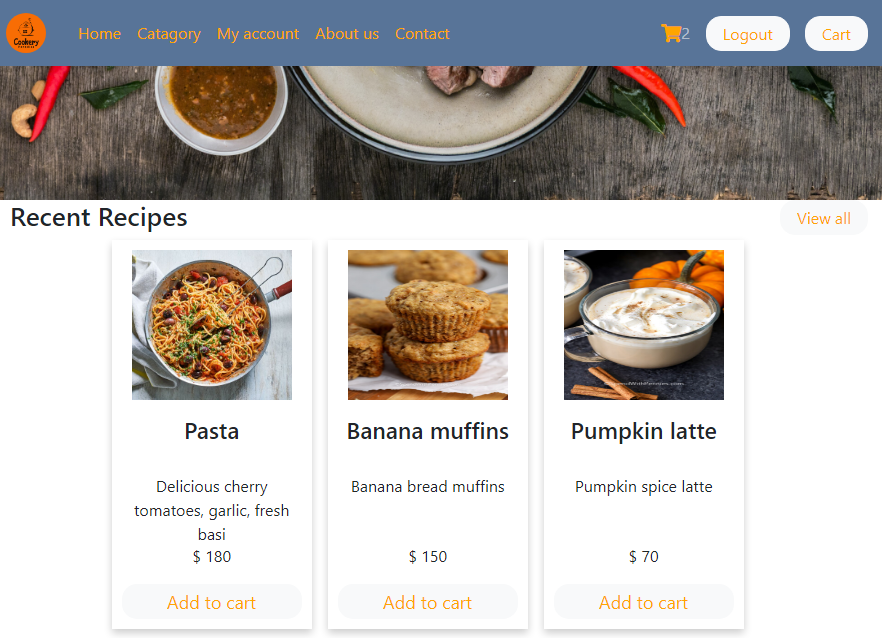 Cookery
Home Catagory My account About us Contact 2 Logout Cart
Recent Recipes View all
Pasta
Banana muffins
Pumpkin latte
Delicious cherry
tomatoes, garlic, fresh
basi
Banana bread muffins
Pumpkin spice latte
$ 180
$ 150
$ 70
Add to cart
Add to cart
Add to cart